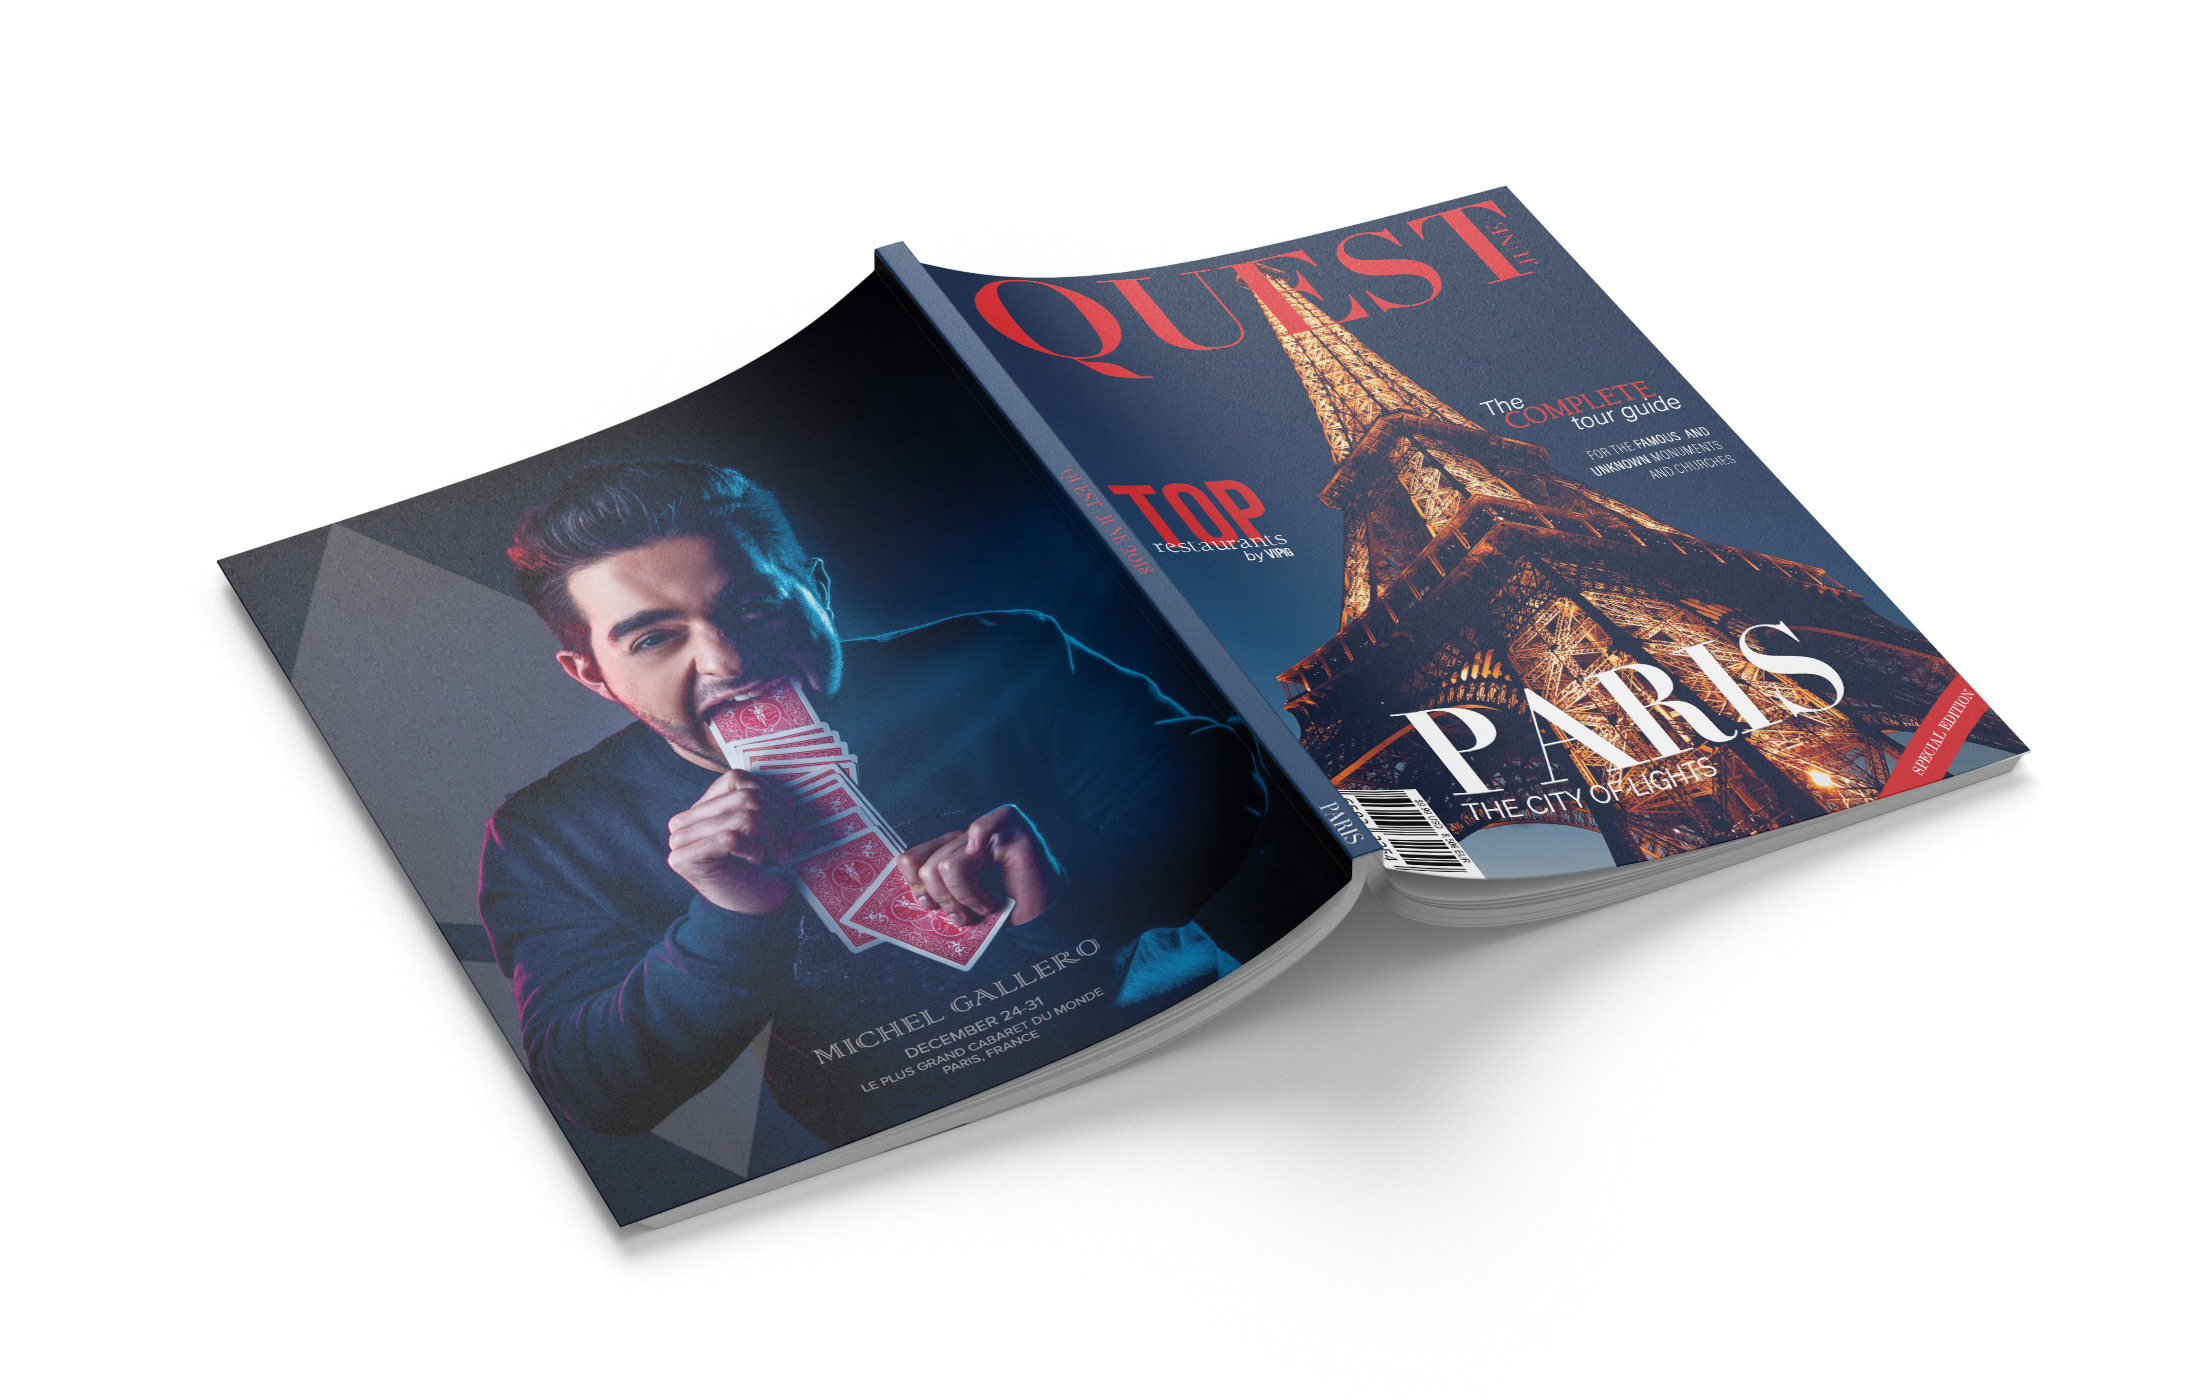 QUEST
JUNE
The
COMPLETE
tour guide
FOR THE FAMOUS AND
UNKNOWN MONUMENTS
AND CHURCHES
TOP
restaurants
by VIPIG
PARIS
THE CITY OF LIGHTS
SPECIAL EDITION
QUEST JUNE 2018
PARIS
MICHEL GALLERO
DECEMBER 24-31
LE PLUS GRAND CABARET DU MONDE
PARIS, FRANCE